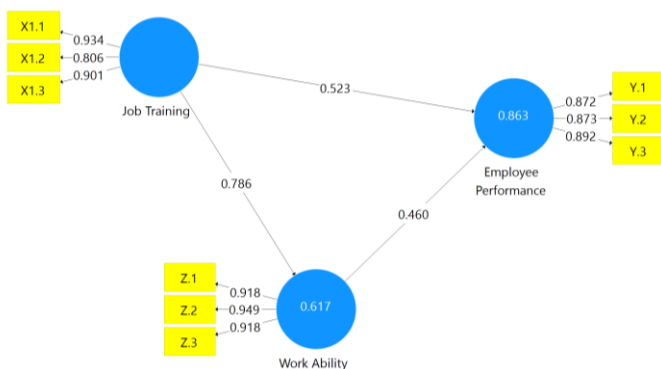 X1.1
0.934
X1.2
0.806
X1.3
0.901
Job Training
0.523
0.863
Y.1
0.872
Y.2
0.873
Y.3
0.892
Employee
Performance
0.786
0.460
Z.1
0.918
Z.2
0.949
Z.3
0.918
0.617
Work Ability